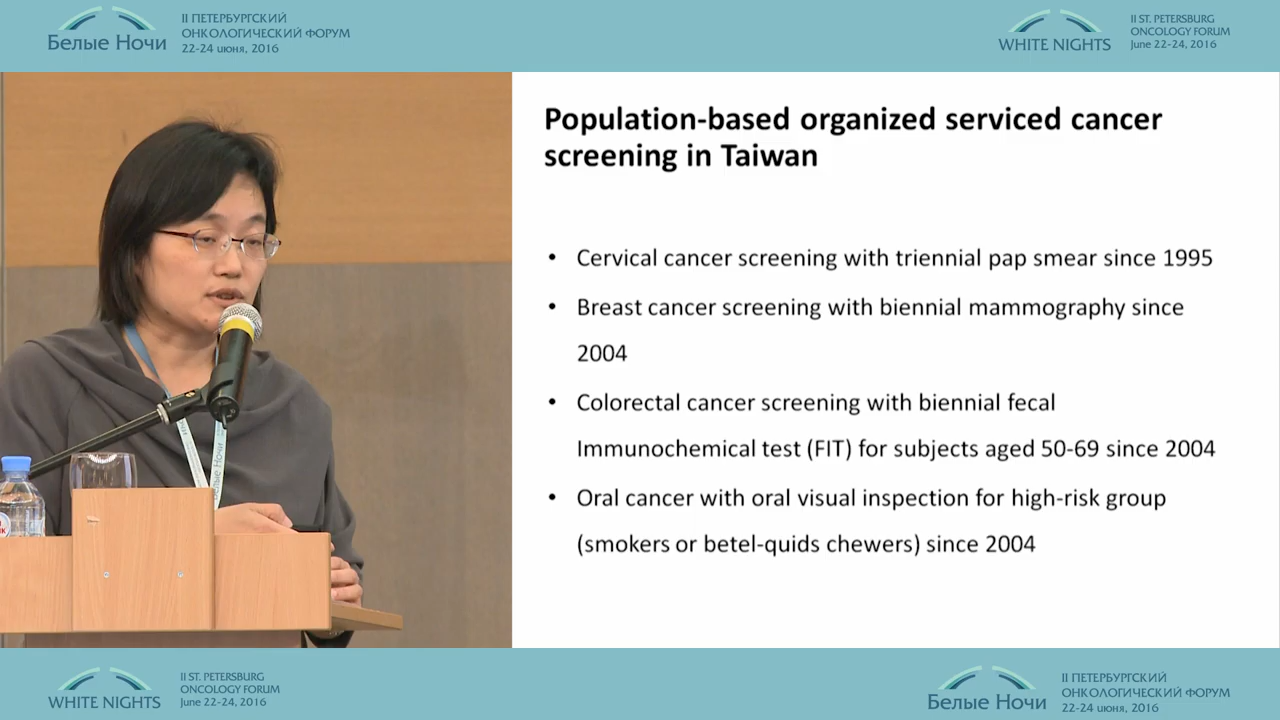 Белые Ночи
II ПЕТЕРБУРГСКИЙ
ОНКОЛОГИЧЕСКИЙ ФОРУМ
22-24 июня, 2016
WHITE NIGHTS
II ST. PETERSBURG
ONCOLOGY FORUM
June 22-24, 2016
Population-based organized serviced cancer
screening in Taiwan
• Cervical cancer screening with triennial pap smear since 1995
• Breast cancer screening with biennial mammography since
2004
• Colorectal cancer screening with biennial fecal
Immunochemical test (FIT) for subjects aged 50-69 since 2004
• Oral cancer with oral visual inspection for high-risk group
(smokers or betel-quids chewers) since 2004
Белые Ночи
WHITE NIGHTS
II ST. PETERSBURG
ONCOLOGY FORUM
June 22-24, 2016
Белые Ночи
II ПЕТЕРБУРГСКИЙ
ОНКОЛОГИЧЕСКИЙ ФОРУМ
22-24 июня, 2016